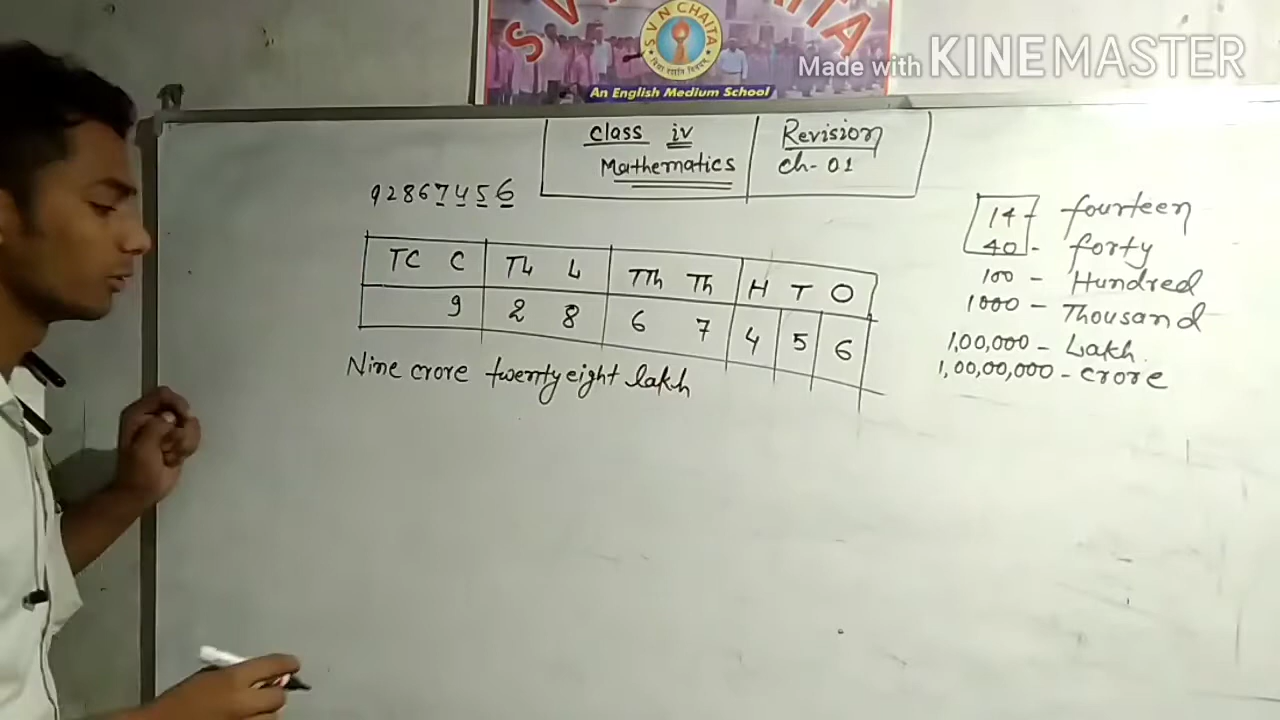 S V N CHAITA
S V N CHAITA
An English Medium School
Made with KINEMASTER
class iv
Mathematics
Revision
ch- 01
92867456
TC C TL L TTh Th H T O
9 2 8 6 7 4 5 6
Nine crore twenty eight lakh
14 - fourteen
40 - forty
100 - Hundred
1000 - Thousand
1,00,000 - Lakh.
1,00,00,000 - crore